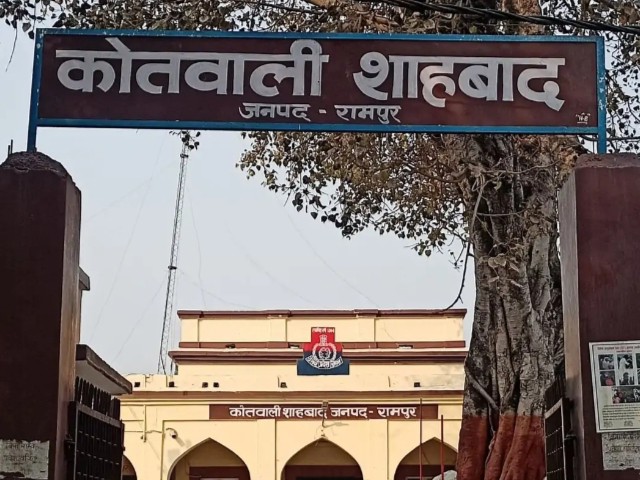 कोतवाली शाहबाद
जनपद - रामपुर
कोतवाली शाहबाद जनपद - रामपुर